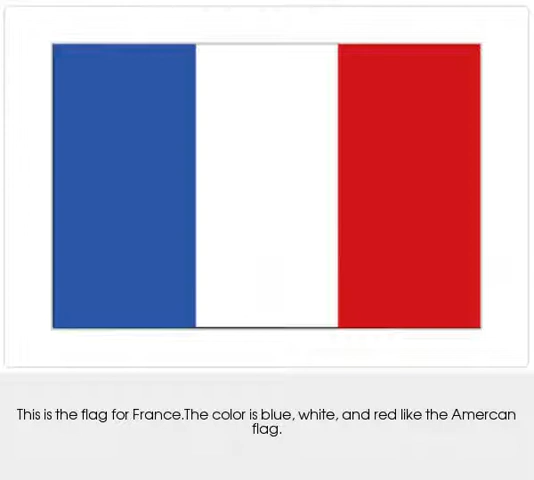 This is the flag for France.The color is blue, white, and red like the Amercan
flag.